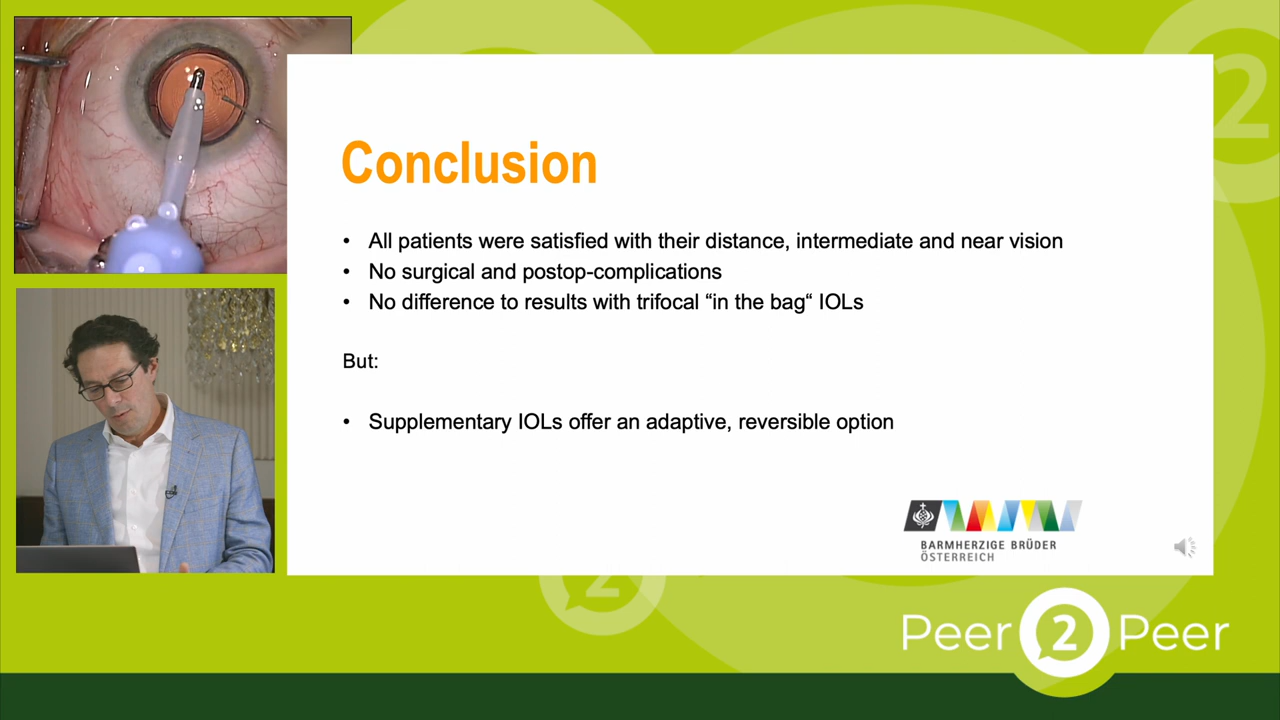 Conclusion
• All patients were satisfied with their distance, intermediate and near vision
• No surgical and postop-complications
• No difference to results with trifocal “in the bag“ IOLs
But:
• Supplementary IOLs offer an adaptive, reversible option
BARMHERZIGE BRÜDER
ÖSTERREICH
Peer 2 Peer
2
2